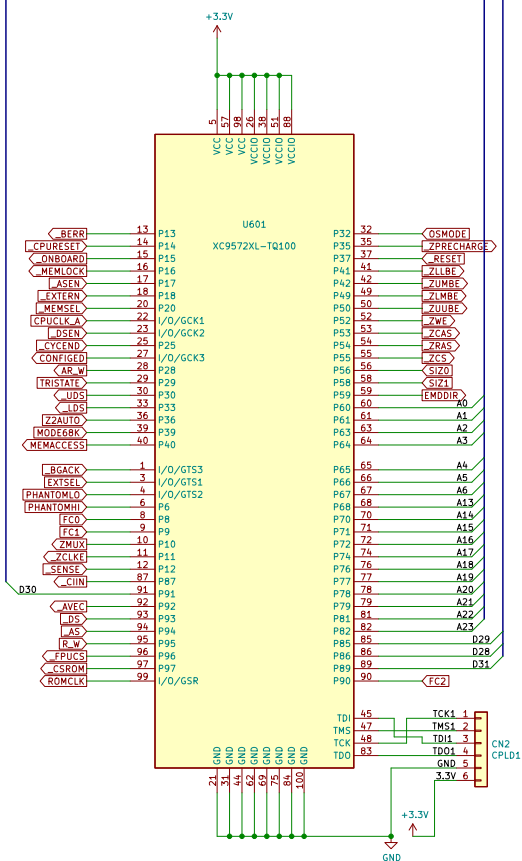 +3.3V
5 57 98 26 38 51 88
VCC VCC VCC VCCIO VCCIO VCCIO VCCIO
U601
XC9572XL-TQ100
_BERR 13 P13 P32 32 OSMODE
_CPURESET 14 P14 P35 35 _ZPRECHARGE
_ONBOARD 15 P15 P37 37 _RESET
_MEMLOCK 16 P16 P41 41 _ZLLBE
_ASEN 17 P17 P42 42 _ZUMBE
_EXTERN 18 P18 P49 49 _ZLMBE
_MEMSEL 20 P20 P50 50 _ZUUBE
CPUCLK_A 22 I/O/GCK1 P52 52 _ZWE
_DSEN 23 I/O/GCK2 P53 53 _ZCAS
_CYCEND 25 P25 P54 54 _ZRAS
CONFIGED 27 I/O/GCK3 P55 55 _ZCS
AR_W 28 P28 P56 56 SIZ0
TRISTATE 29 P29 P58 58 SIZ1
_UDS 30 P30 P59 59 EMDDIR
_LDS 33 P33 P60 60 A0
Z2AUTO 36 P36 P61 61 A1
MODE68K 39 P39 P63 63 A2
MEMACCESS 40 P40 P64 64 A3
_BGACK 1 I/O/GTS3 P65 65 A4
EXTSEL 3 I/O/GTS1 P66 66 A5
PHANTOMLO 4 I/O/GTS2 P67 67 A6
PHANTOMHI 6 P6 P68 68 A13
FC0 8 P8 P70 70 A14
FC1 9 P9 P71 71 A15
ZMUX 10 P10 P72 72 A16
_ZCLKE 11 P11 P74 74 A17
_SENSE 12 P12 P76 76 A18
_CIIN 87 P87 P77 77 A19
D30 91 P91 P78 78 A20
_AVEC 92 P92 P79 79 A21
_DS 93 P93 P81 81 A22
_AS 94 P94 P82 82 A23
R_W 95 P95 P85 85 D29
_FPUCS 96 P96 P86 86 D28
_CSROM 97 P97 P89 89 D31
ROMCLK 99 I/O/GSR P90 90 FC2
TDI 45 TCK1 1
TMS 47 TMS1 2
TCK 48 TDI1 3
TDO 83 TDO1 4
GND 5
3.3V 6
CN2
CPLD1
GND GND GND GND GND GND GND GND
21 31 44 62 69 75 84 100
+3.3V
GND